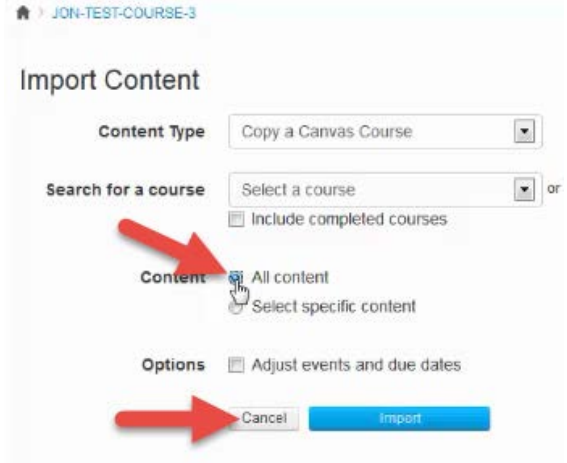 JON-TEST-COURSE-3
Import Content
Content Type Copy a Canvas Course
Search for a course Select a course or
Include completed courses
Content All content
Select specific content
Options Adjust events and due dates
Cancel Import